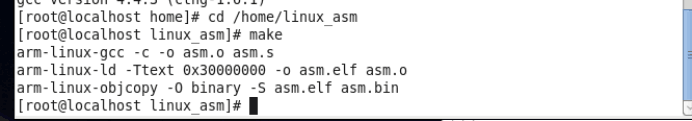 gcc version 4.4.3 (ctng-1.6.1)
[root@localhost home]# cd /home/linux_asm
[root@localhost linux_asm]# make
arm-linux-gcc -c -o asm.o asm.s
arm-linux-ld -Ttext 0x30000000 -o asm.elf asm.o
arm-linux-objcopy -O binary -S asm.elf asm.bin
[root@localhost linux_asm]#